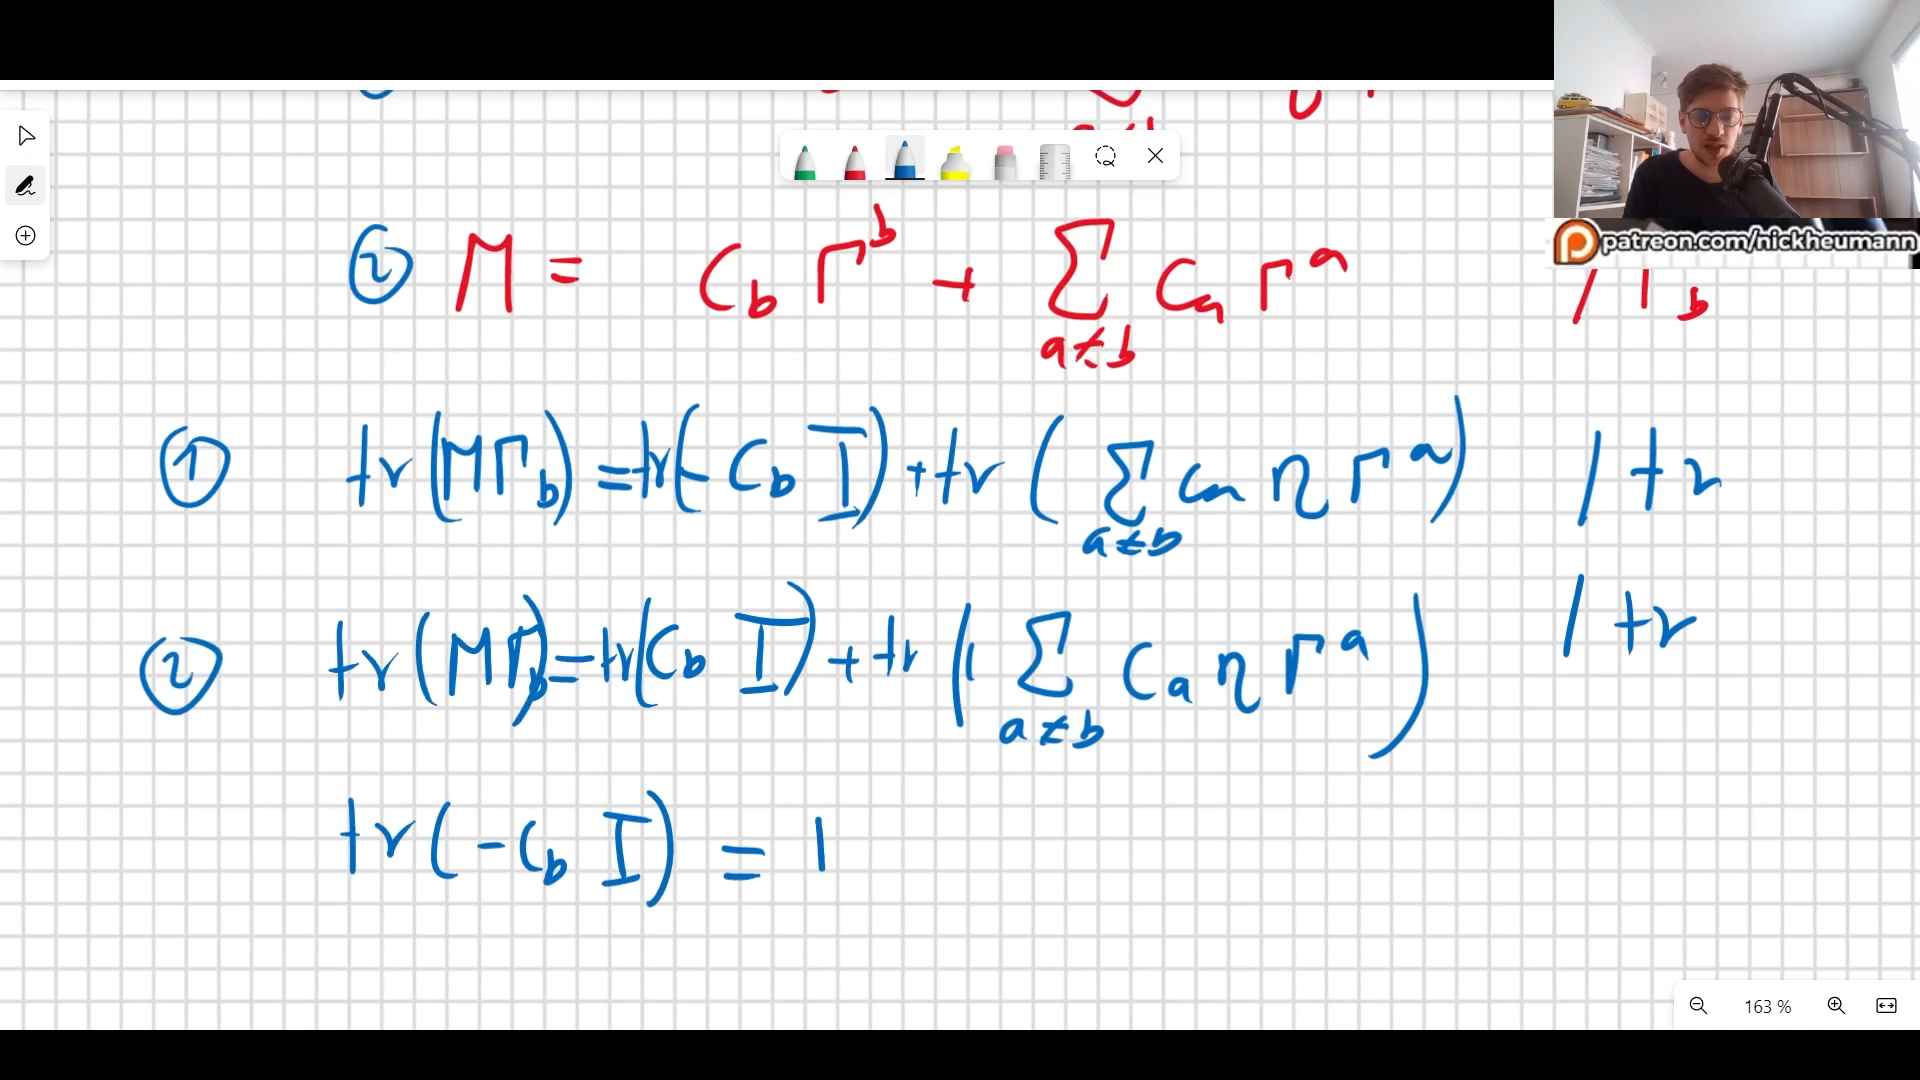 patreon.com/nickheumann
② M = C_b Γ^b + Σ_{a≠b} C_a Γ^a / Γ_b
① tr(MΓ_b) = tr(-C_b I) + tr(Σ_{a≠b} C_a η Γ^a) / tr
② tr(MΓ_b) = tr(C_b I) + tr(Σ_{a≠b} C_a η Γ^a) / tr
tr(-C_b I) = 1
163 %